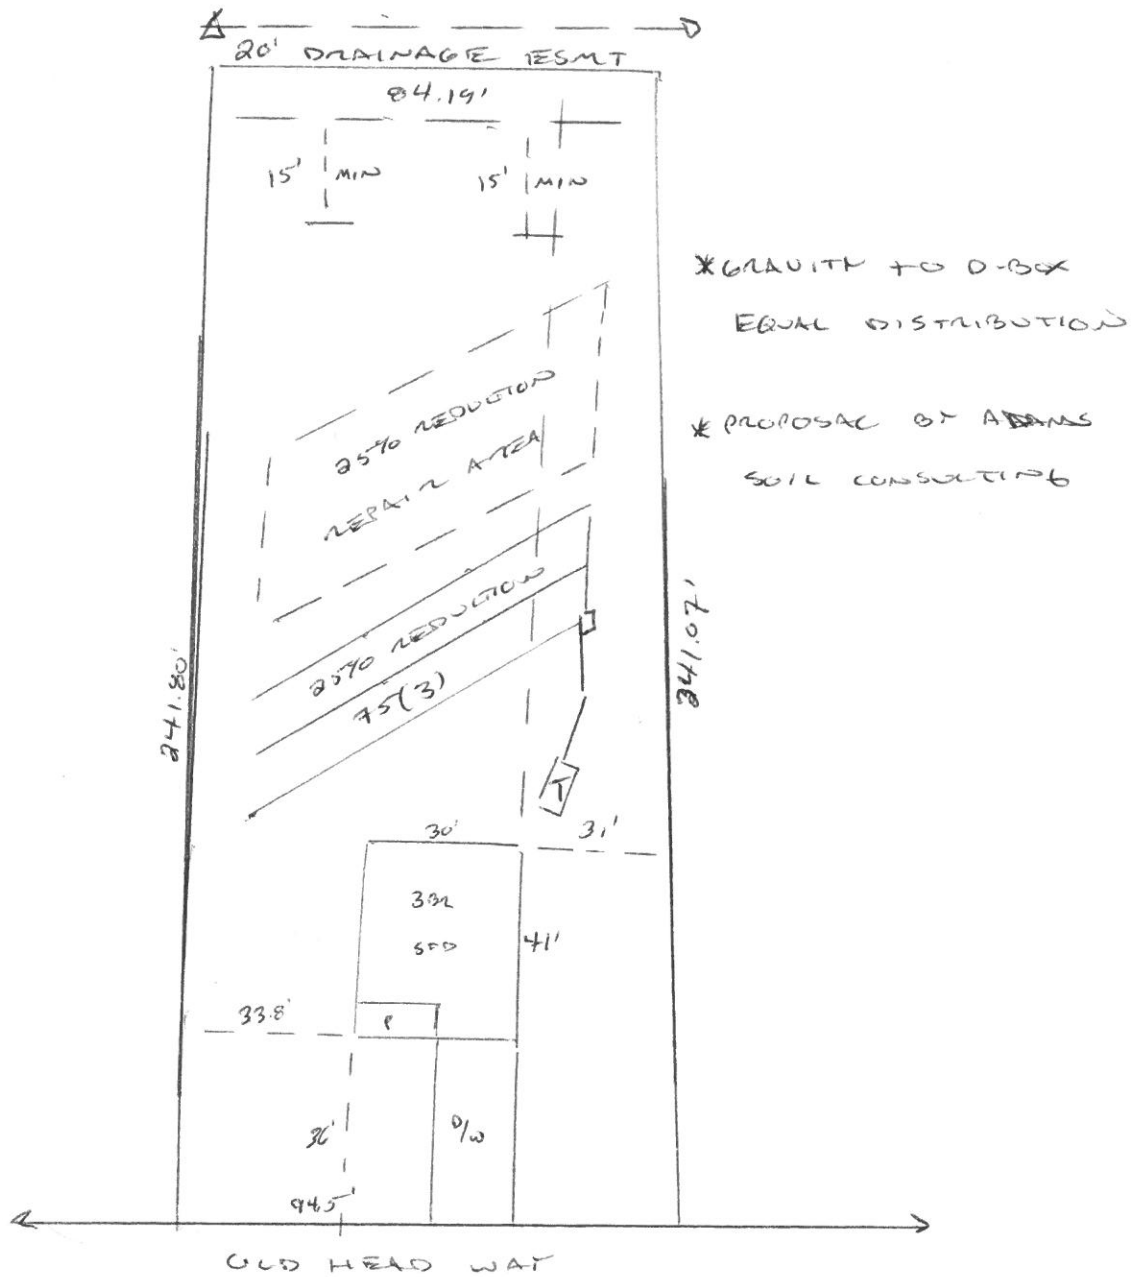 20' DRAINAGE ESMT
84.19'
15' MIN
15' MIN
*GRAVITY TO D-BOX
EQUAL DISTRIBUTION
*PROPOSAL BY ADAMS
SOIL CONSULTING
25% REDUCTION
REPAIR AREA
25% REDUCTION
75(3)
241.80'
241.07'
T
30'
31'
3BR
SFD
41'
33.8'
P
36'
D/W
94.5'
OLD HEAD WAY